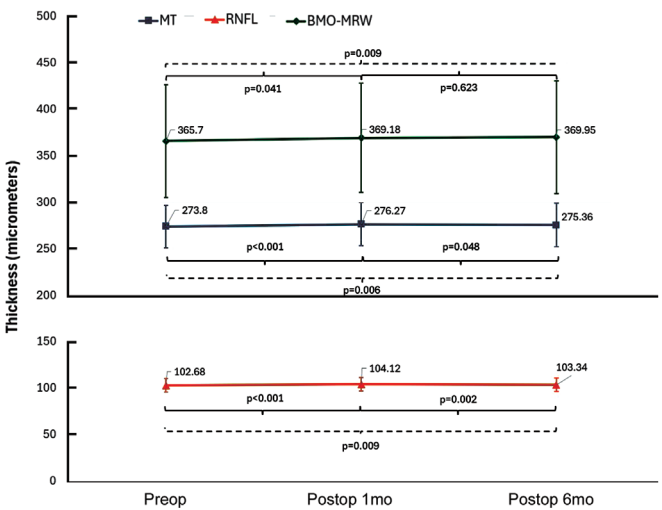 MT RNFL BMO-MRW
Thickness (micrometers)
500
450
400
350
300
250
200
p=0.009
p=0.041 p=0.623
365.7 369.18 369.95
273.8 276.27 275.36
p<0.001 p=0.048
p=0.006
150
100
50
0
102.68 104.12 103.34
p<0.001 p=0.002
p=0.009
Preop Postop 1mo Postop 6mo